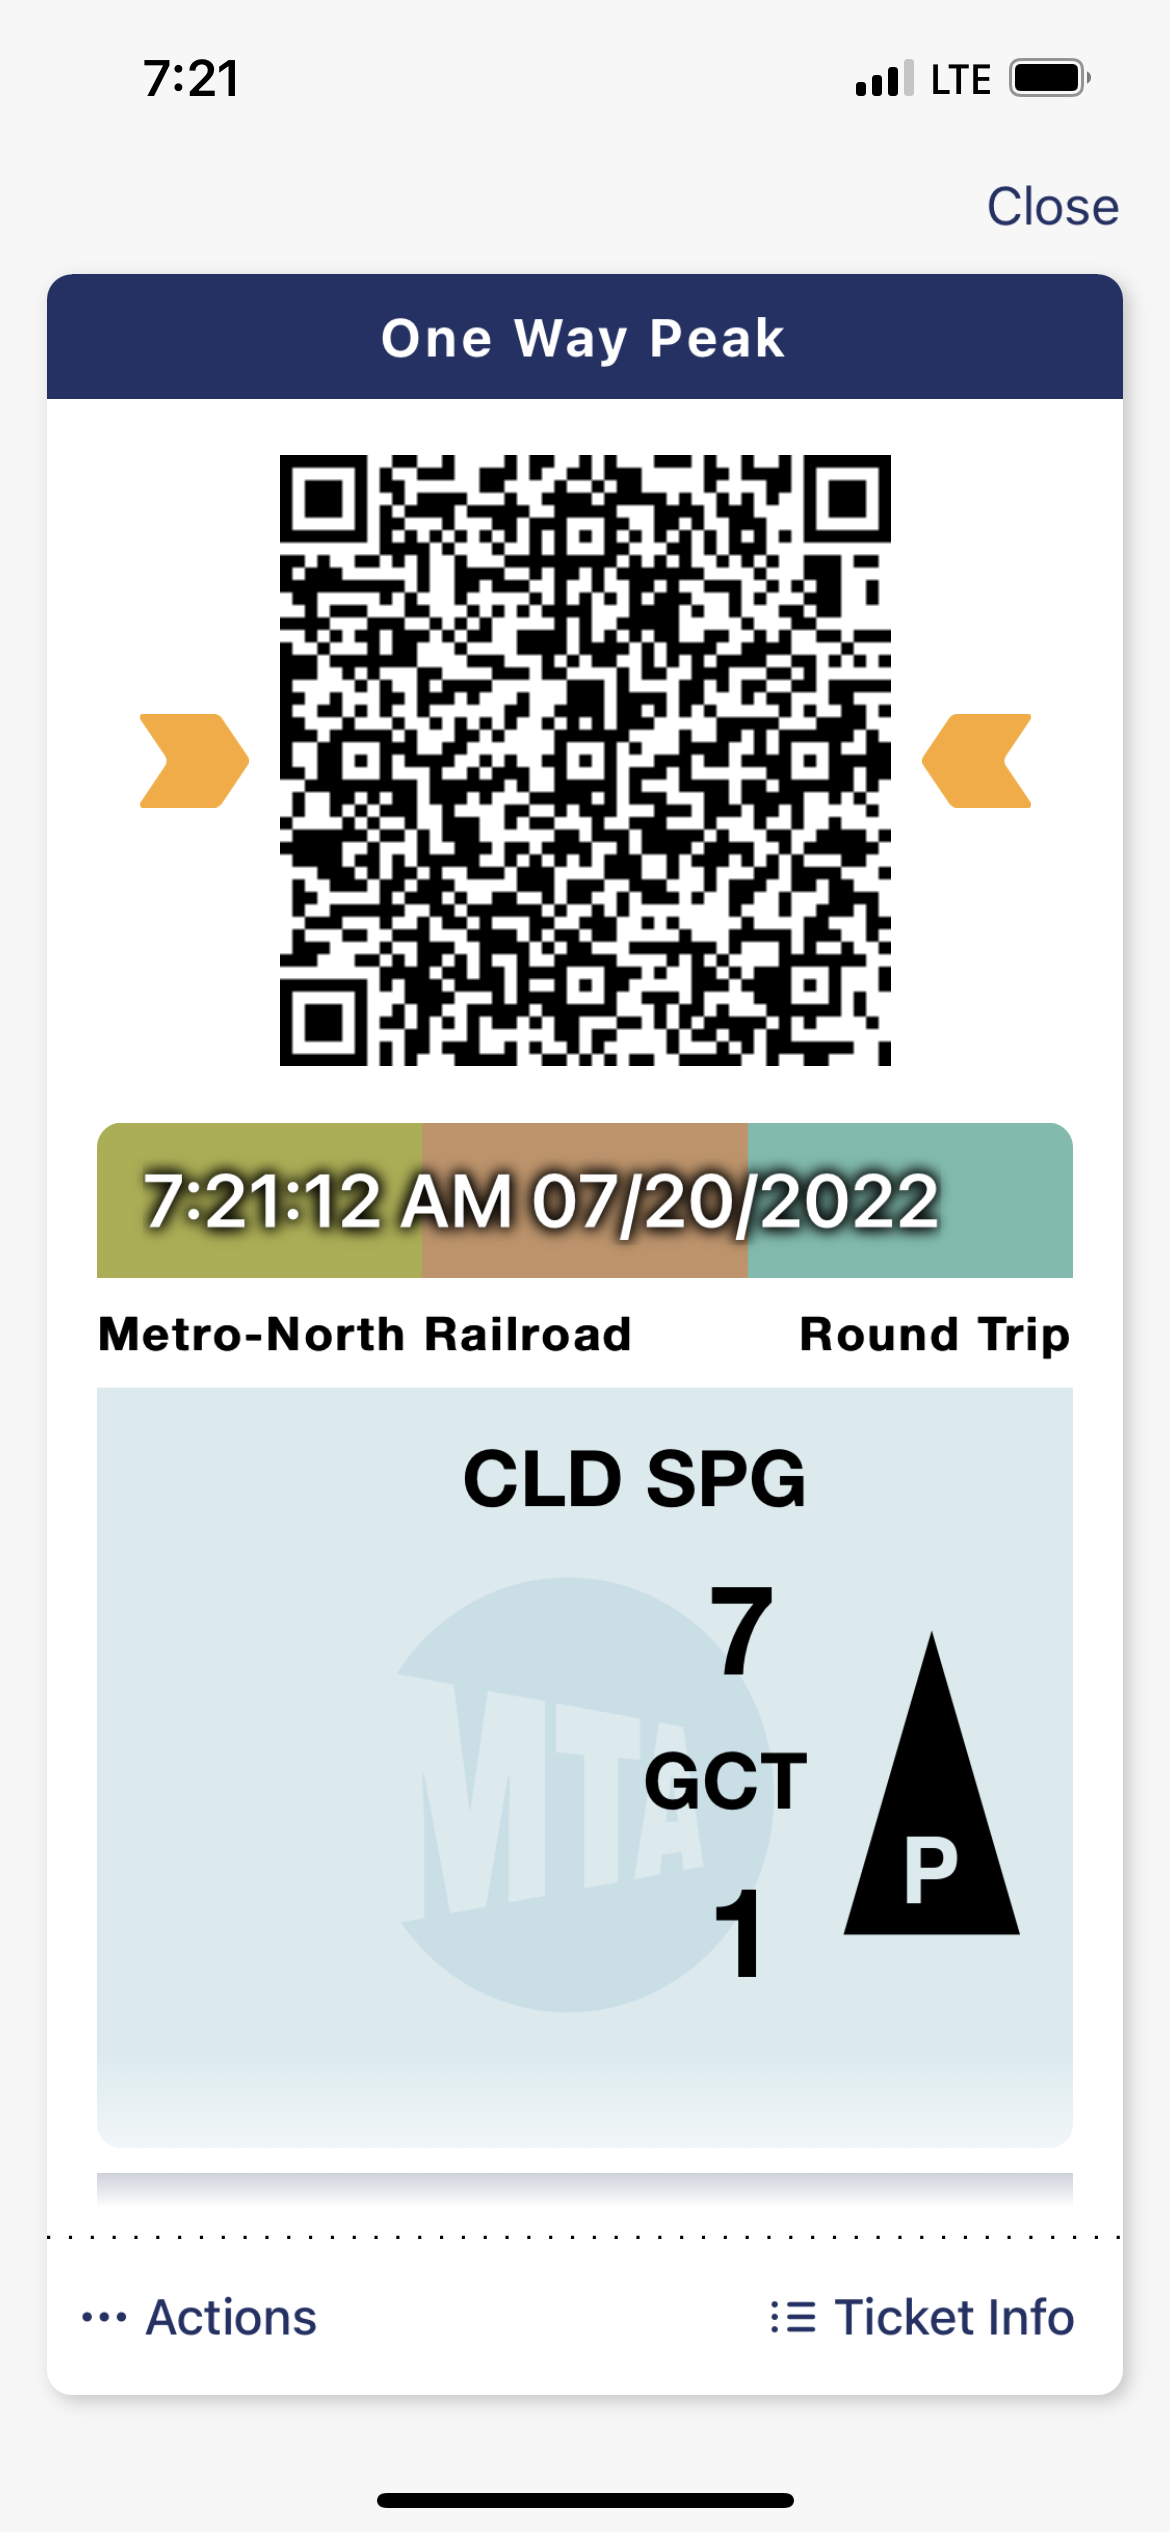 7:21 LTE
Close
One Way Peak
7:21:12 AM 07/20/2022
Metro-North Railroad Round Trip
CLD SPG
7
MTA
GCT
P
1
Actions Ticket Info